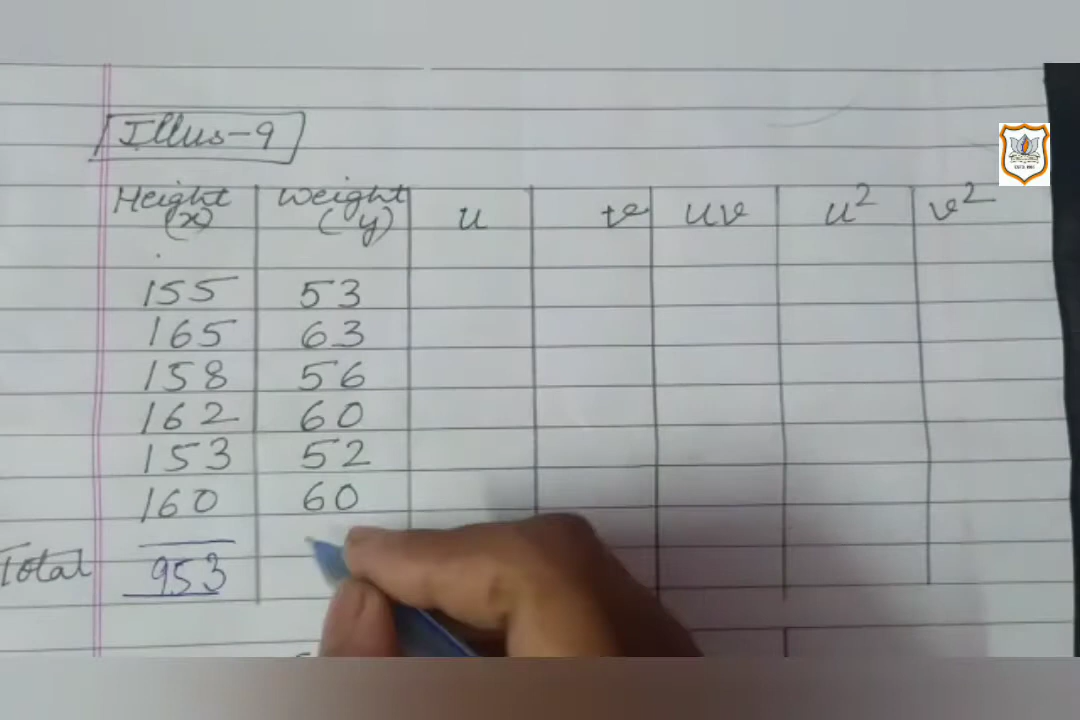 Illus-9
Height Weight
(x) (y) u v uv u² v²
155 53
165 63
158 56
162 60
153 52
160 60
Total 953